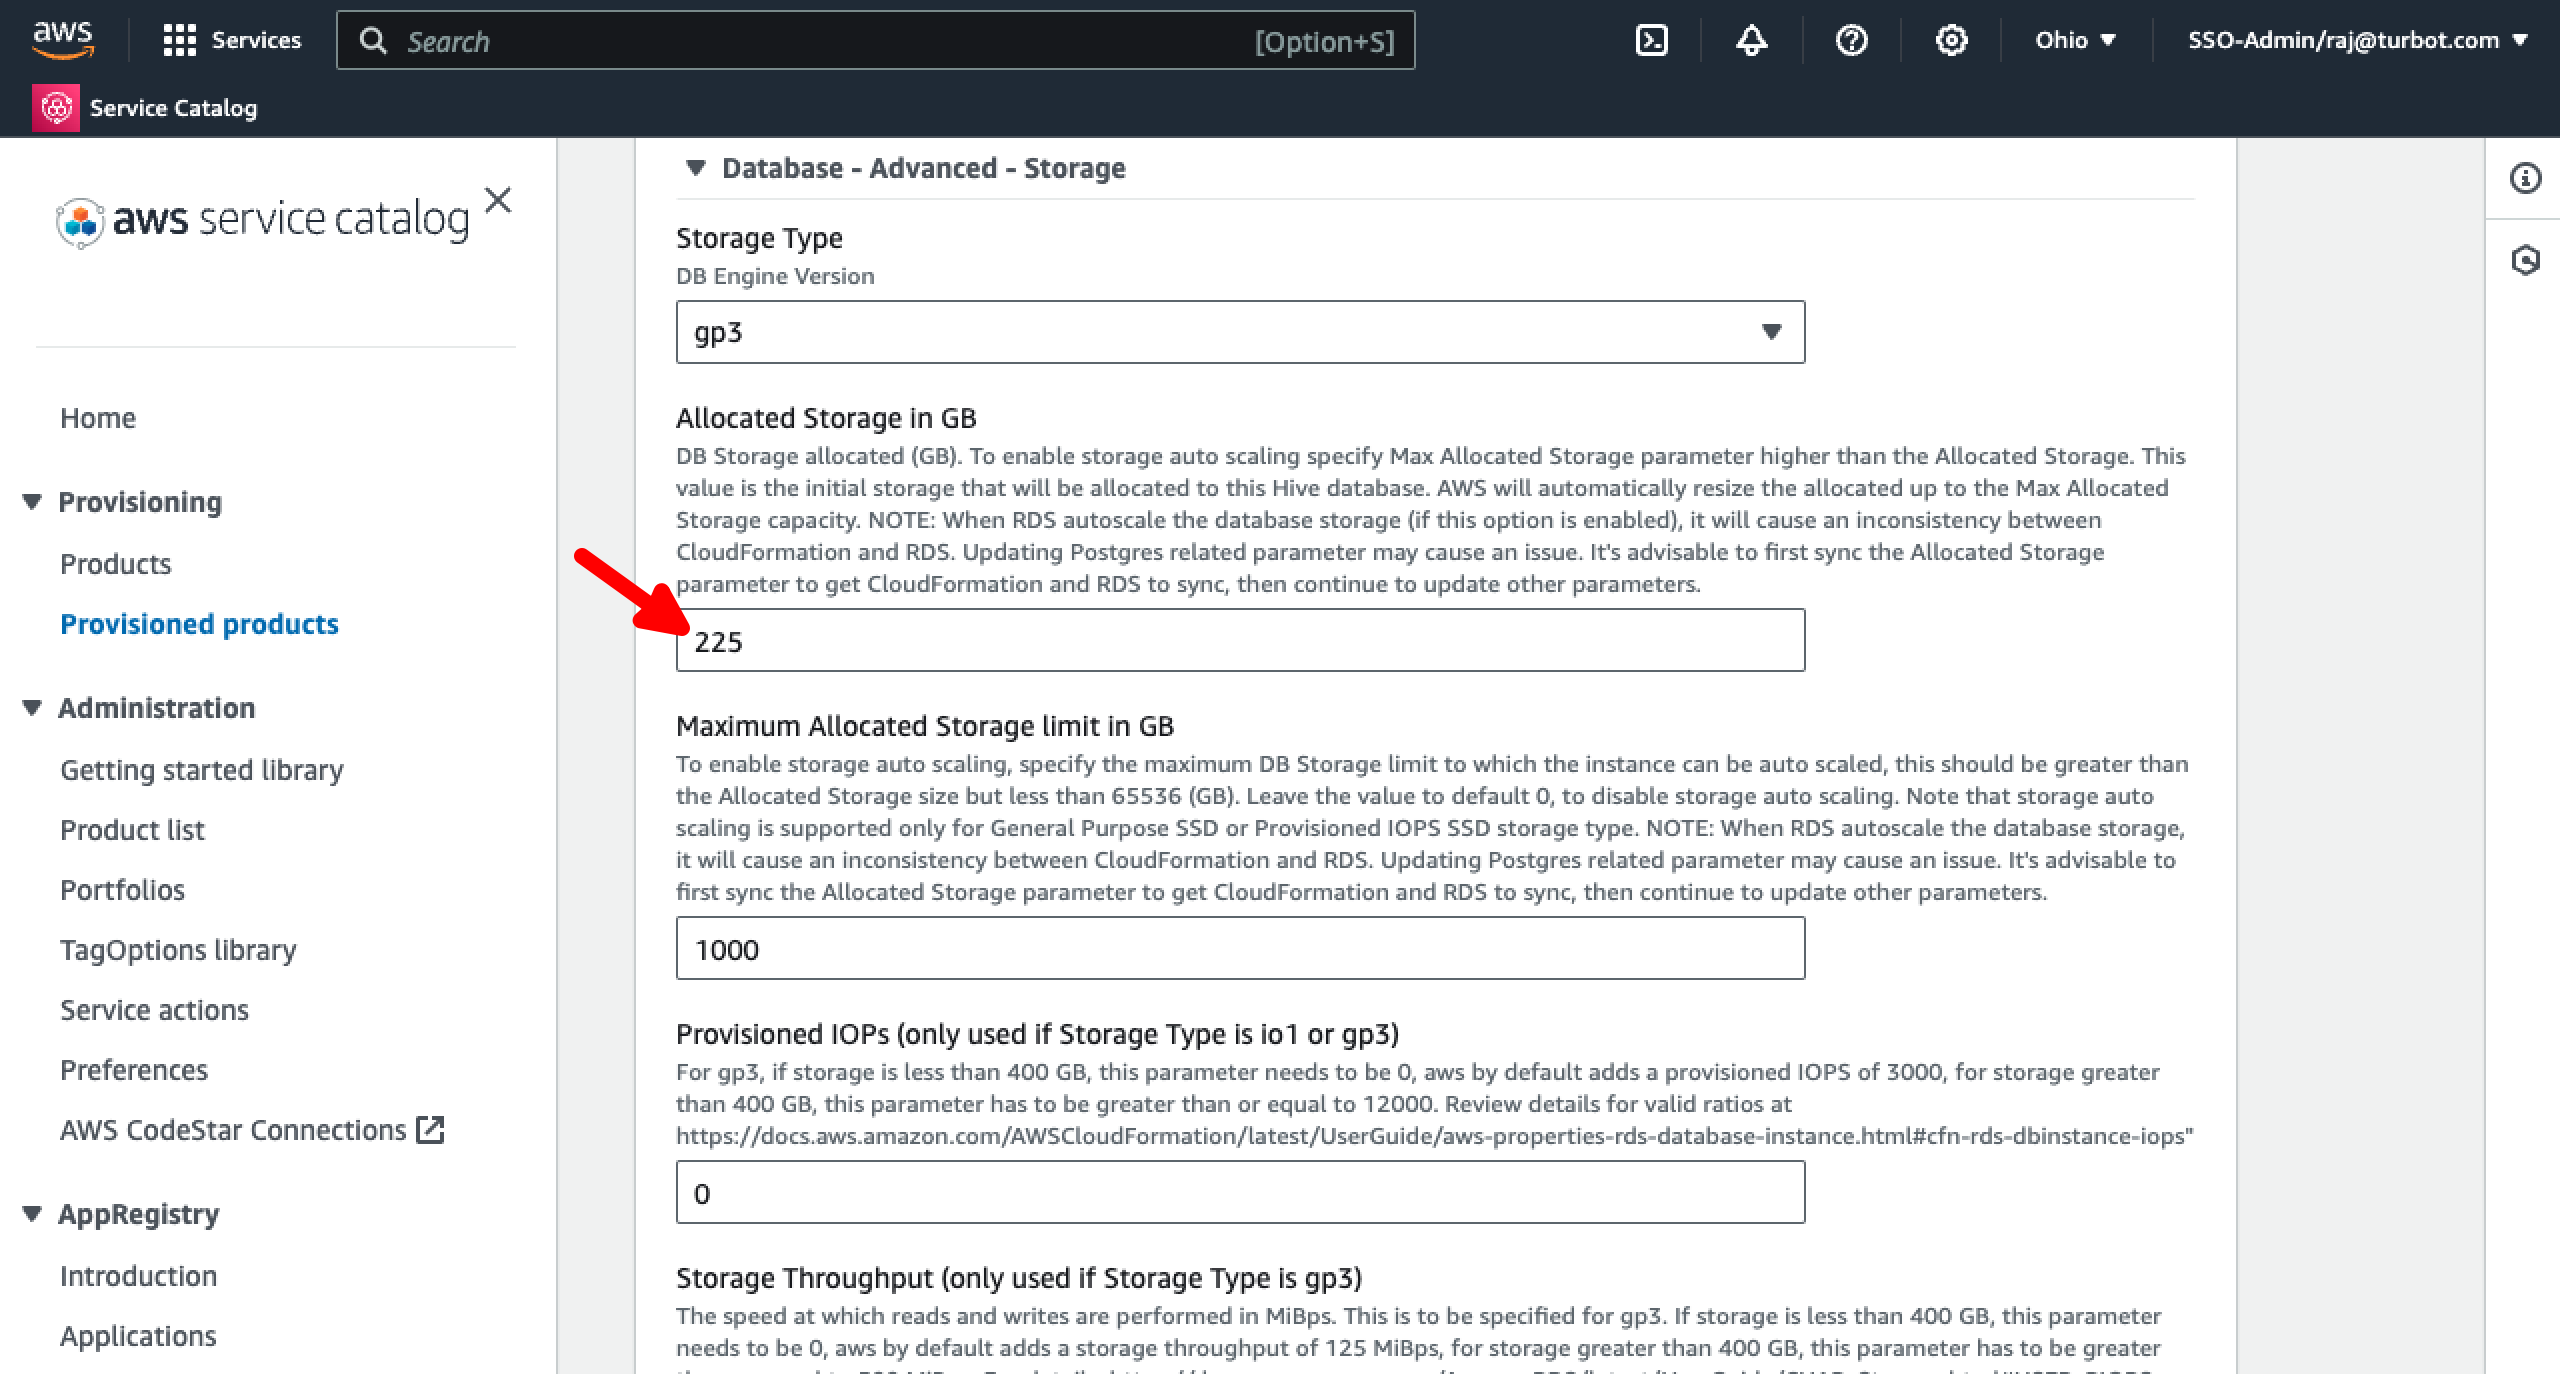 aws
Services
Search
[Option+S]
Ohio
SSO-Admin/raj@turbot.com
Service Catalog
aws service catalog
Home
Provisioning
Products
Provisioned products
Administration
Getting started library
Product list
Portfolios
TagOptions library
Service actions
Preferences
AWS CodeStar Connections
AppRegistry
Introduction
Applications
Database - Advanced - Storage
Storage Type
DB Engine Version
gp3
Allocated Storage in GB
DB Storage allocated (GB). To enable storage auto scaling specify Max Allocated Storage parameter higher than the Allocated Storage. This
value is the initial storage that will be allocated to this Hive database. AWS will automatically resize the allocated up to the Max Allocated
Storage capacity. NOTE: When RDS autoscale the database storage (if this option is enabled), it will cause an inconsistency between
CloudFormation and RDS. Updating Postgres related parameter may cause an issue. It's advisable to first sync the Allocated Storage
parameter to get CloudFormation and RDS to sync, then continue to update other parameters.
225
Maximum Allocated Storage limit in GB
To enable storage auto scaling, specify the maximum DB Storage limit to which the instance can be auto scaled, this should be greater than
the Allocated Storage size but less than 65536 (GB). Leave the value to default 0, to disable storage auto scaling. Note that storage auto
scaling is supported only for General Purpose SSD or Provisioned IOPS SSD storage type. NOTE: When RDS autoscale the database storage,
it will cause an inconsistency between CloudFormation and RDS. Updating Postgres related parameter may cause an issue. It's advisable to
first sync the Allocated Storage parameter to get CloudFormation and RDS to sync, then continue to update other parameters.
1000
Provisioned IOPs (only used if Storage Type is io1 or gp3)
For gp3, if storage is less than 400 GB, this parameter needs to be 0, aws by default adds a provisioned IOPS of 3000, for storage greater
than 400 GB, this parameter has to be greater than or equal to 12000. Review details for valid ratios at
https://docs.aws.amazon.com/AWSCloudFormation/latest/UserGuide/aws-properties-rds-database-instance.html#cfn-rds-dbinstance-iops"
0
Storage Throughput (only used if Storage Type is gp3)
The speed at which reads and writes are performed in MiBps. This is to be specified for gp3. If storage is less than 400 GB, this parameter
needs to be 0, aws by default adds a storage throughput of 125 MiBps, for storage greater than 400 GB, this parameter has to be greater